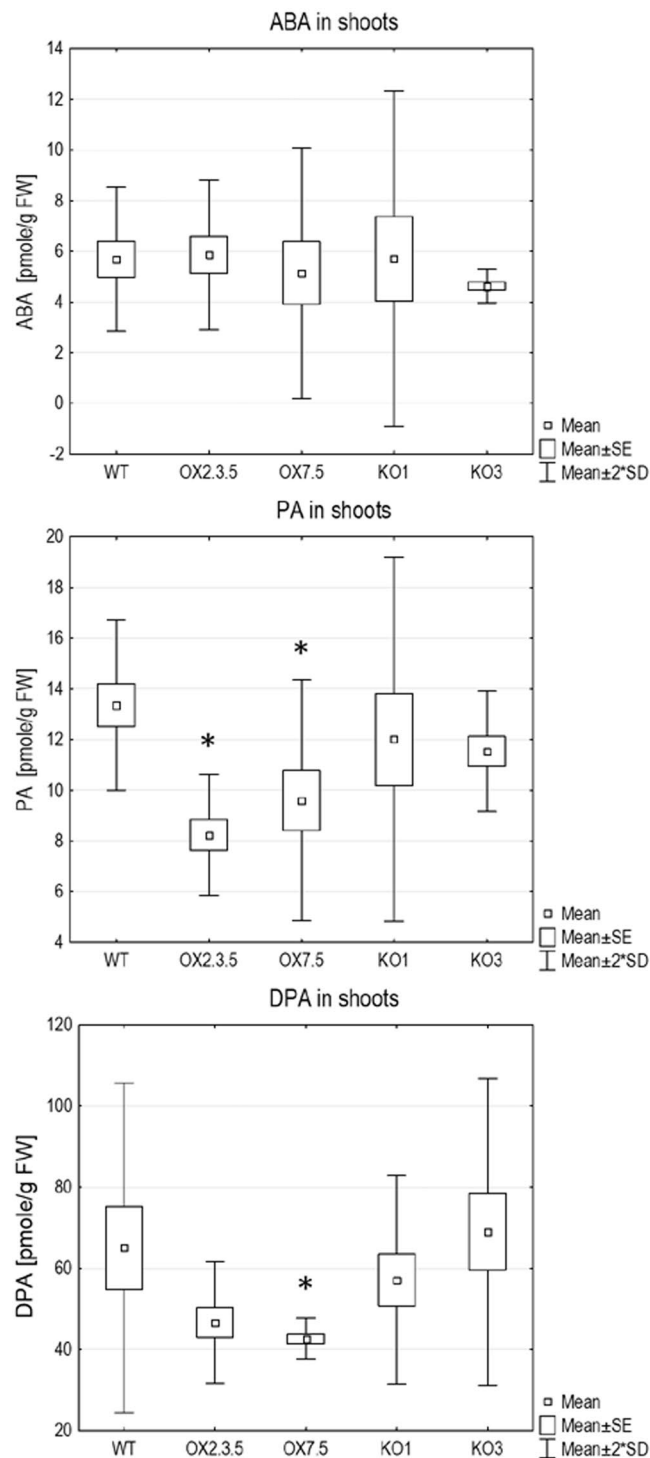 ABA in shoots
14
12
10
8
6
4
2
0
-2
ABA [pmole/g FW]
WT OX2.3.5 OX7.5 KO1 KO3
Mean
Mean±SE
Mean±2*SD
PA in shoots
20
18
16
14
12
10
8
6
4
PA [pmole/g FW]
*
*
WT OX2.3.5 OX7.5 KO1 KO3
Mean
Mean±SE
Mean±2*SD
DPA in shoots
120
100
80
60
40
20
DPA [pmole/g FW]
*
WT OX2.3.5 OX7.5 KO1 KO3
Mean
Mean±SE
Mean±2*SD